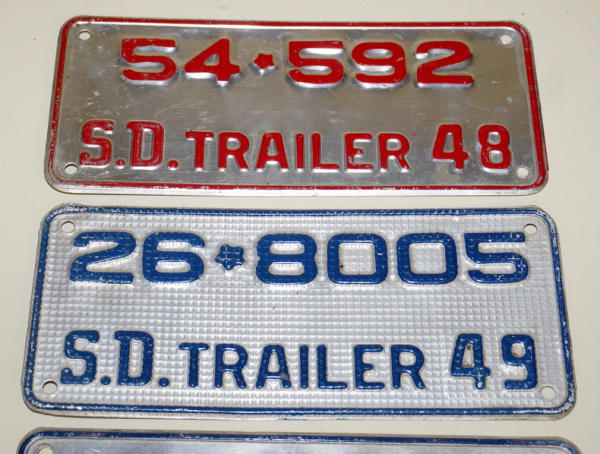 54★592
S.D. TRAILER 48
26★8005
S.D. TRAILER 49